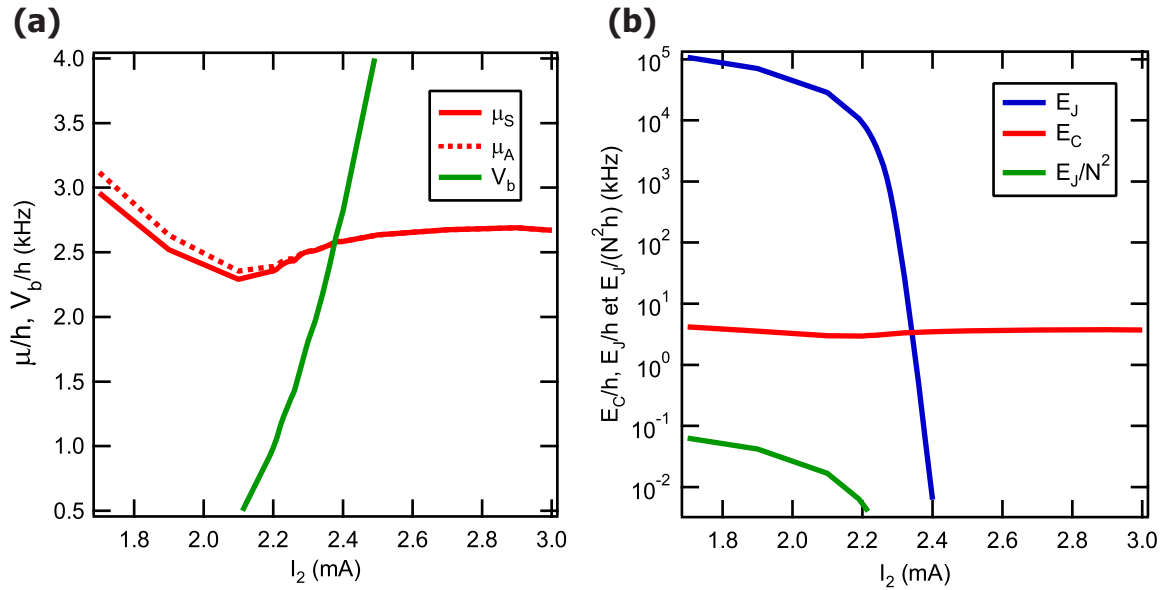 (a)
μ/h, V_b/h (kHz)
4.0
3.5
3.0
2.5
2.0
1.5
1.0
0.5
μ_S
μ_A
V_b
1.8 2.0 2.2 2.4 2.6 2.8 3.0
I_2 (mA)
(b)
E_C/h, E_J/h et E_J/(N^2h) (kHz)
10^5
10^4
10^3
10^2
10^1
10^0
10^-1
10^-2
E_J
E_C
E_J/N^2
1.8 2.0 2.2 2.4 2.6 2.8 3.0
I_2 (mA)